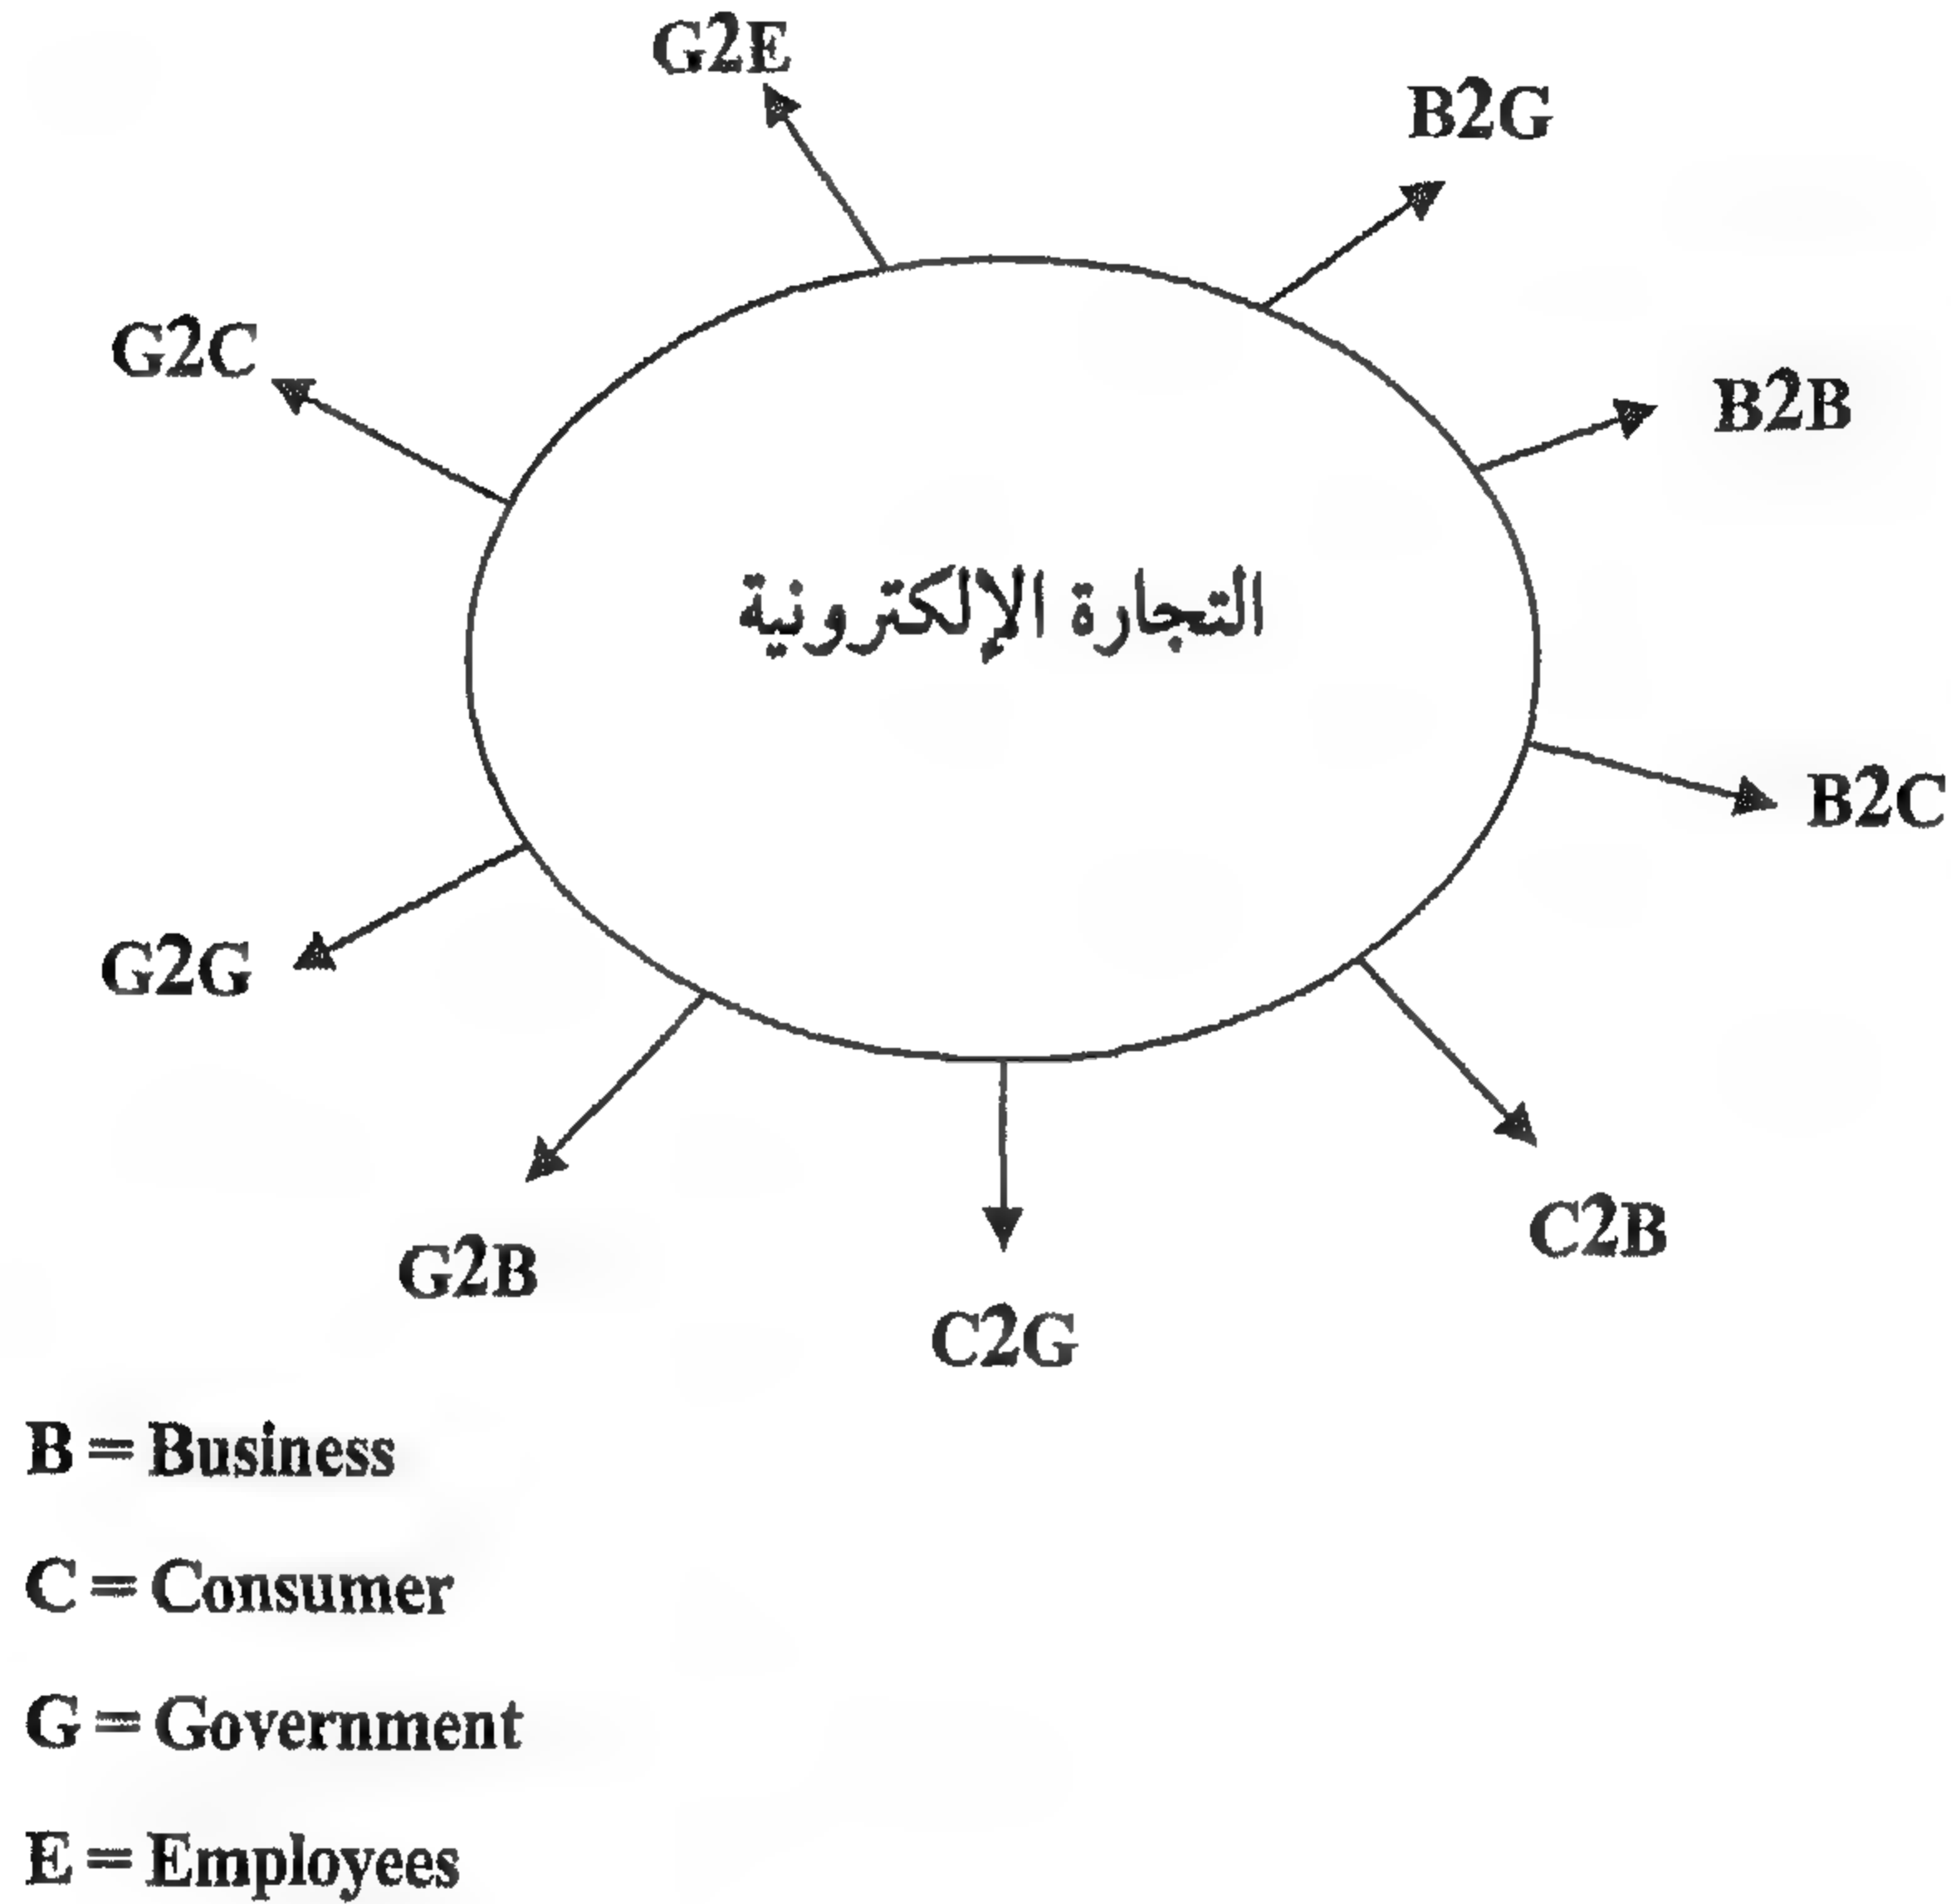 G2E
B2G
G2C
B2B
التجارة الإلكترونية
B2C
G2G
C2B
G2B
C2G
B = Business
C = Consumer
G = Government
E = Employees